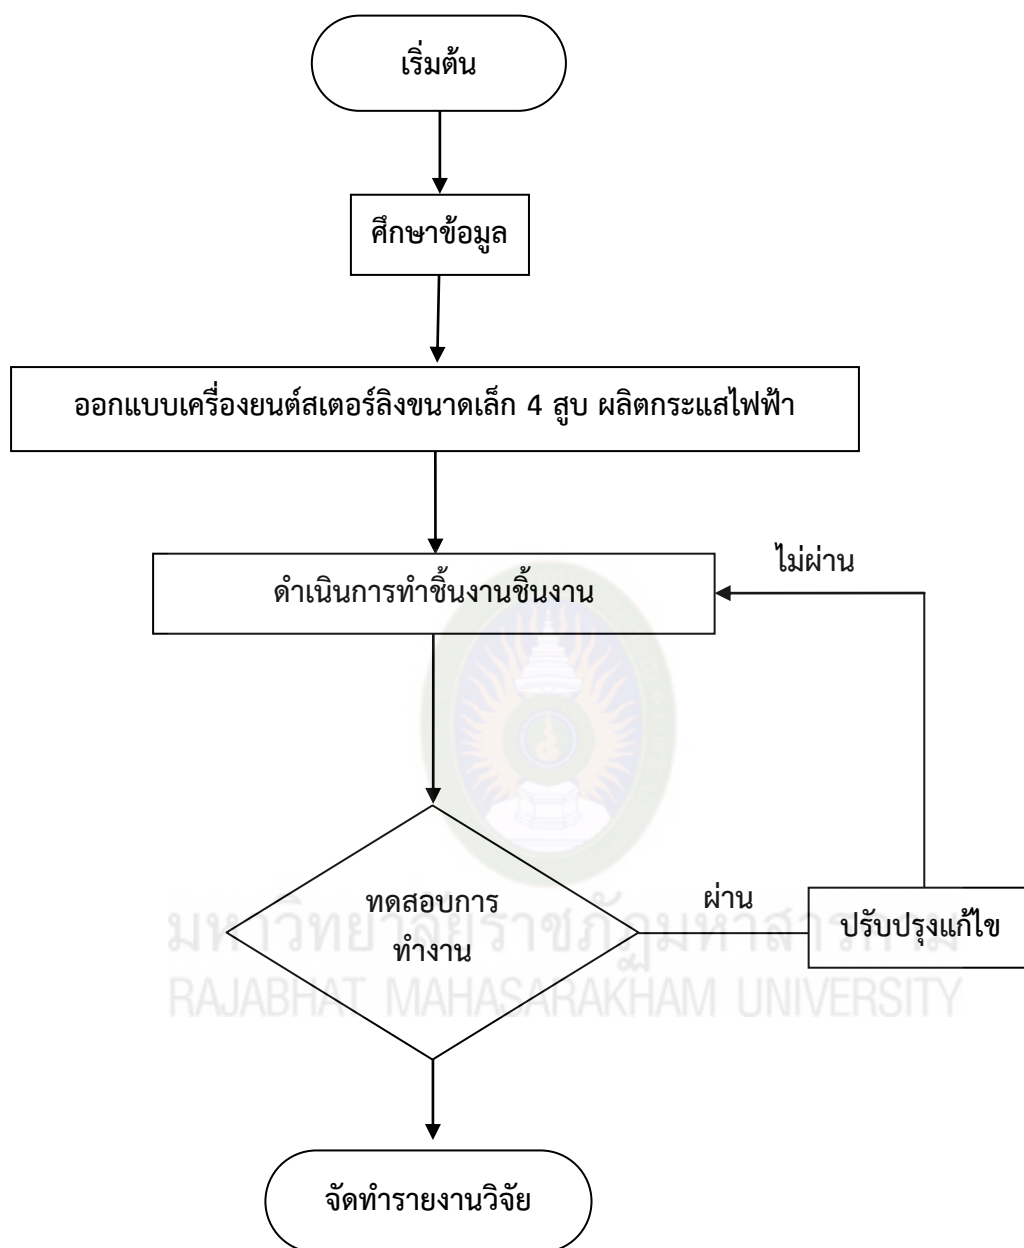 เริ่มต้น
ศึกษาข้อมูล
ออกแบบเครื่องยนต์สเตอร์ลิงขนาดเล็ก 4 สูบ ผลิตกระแสไฟฟ้า
ไม่ผ่าน
ดำเนินการทำชิ้นงานชิ้นงาน
ทดสอบการ
ทำงาน
ผ่าน
ปรับปรุงแก้ไข
มหาวิทยาลัยราชภัฏมหาสารคาม
RAJABHAT MAHASARAKHAM UNIVERSITY
จัดทำรายงานวิจัย